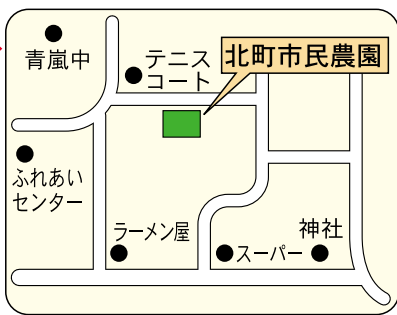 青嵐中
テニス
コート
北町市民農園
ふれあい
センター
ラーメン屋
スーパー
神社